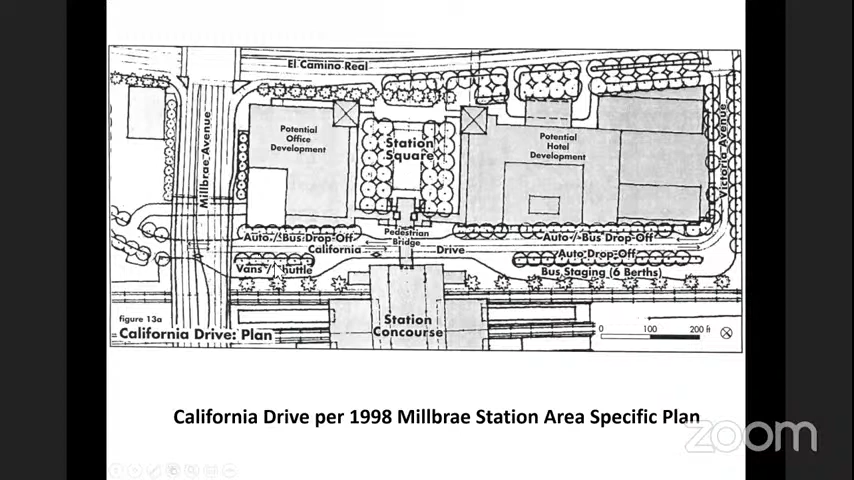 El Camino Real
Millbrae Avenue
Potential
Office
Development
Station
Square
Potential
Hotel
Development
Victoria Avenue
Auto / Bus Drop-Off
Pedestrian
Bridge
Auto / Bus Drop-Off
California
Drive
Auto Drop-Off
Vans / Shuttle
Bus Staging (6 Berths)
figure 13a
California Drive: Plan
Station
Concourse
0 100 200 ft
California Drive per 1998 Millbrae Station Area Specific Plan
zoom